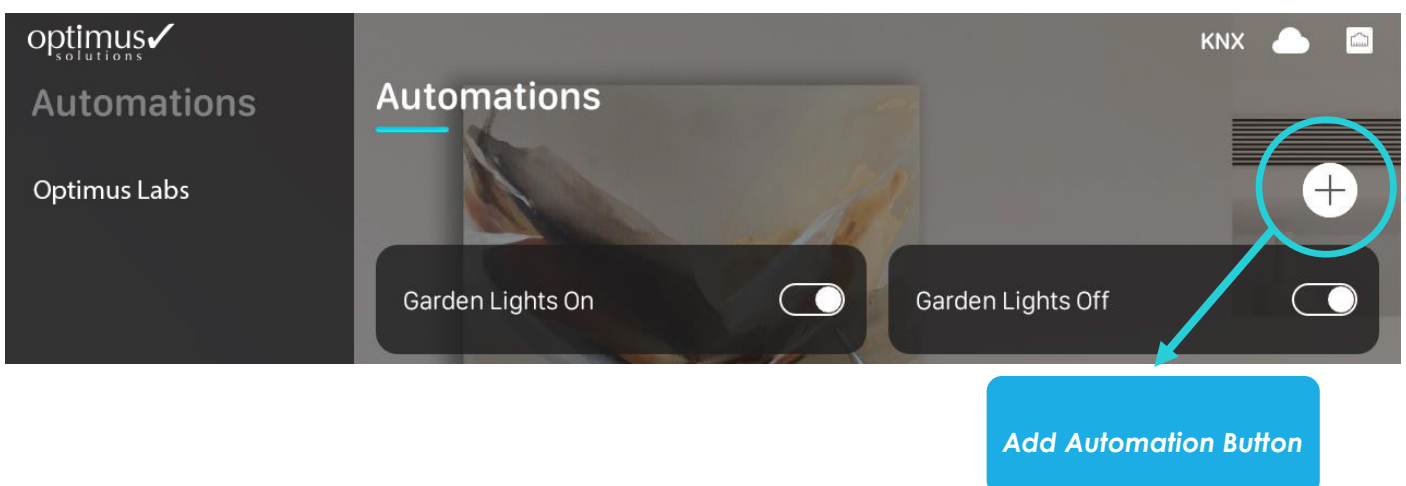 optimus✓
solutions
KNX
Automations
Automations
Optimus Labs
Garden Lights On
Garden Lights Off
Add Automation Button